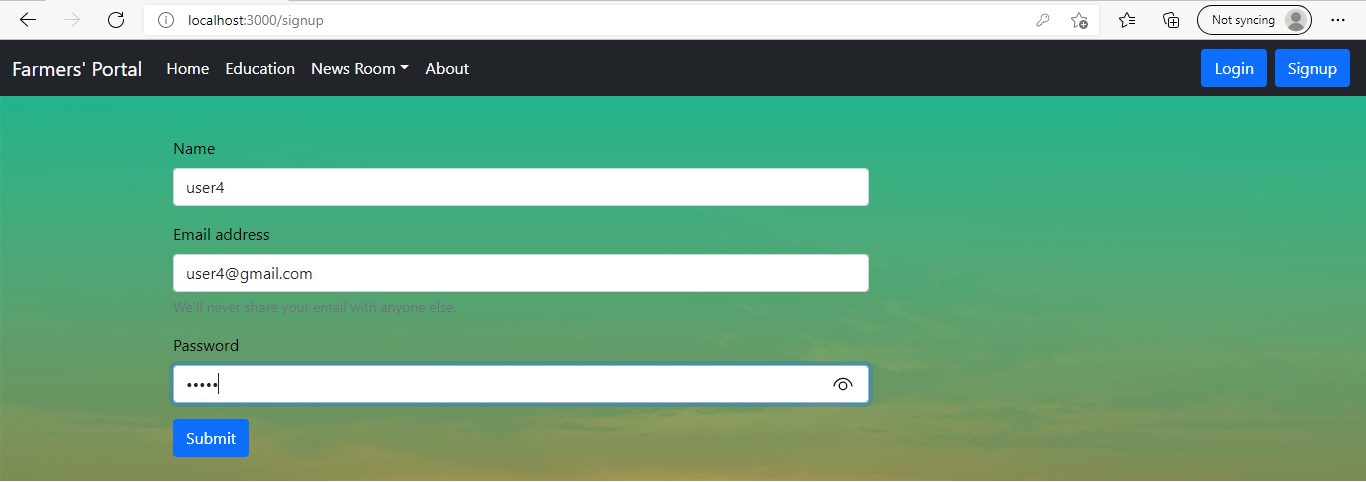 localhost:3000/signup
Not syncing
Farmers' Portal Home Education News Room About Login Signup
Name
user4
Email address
user4@gmail.com
We'll never share your email with anyone else.
Password
•••••
Submit